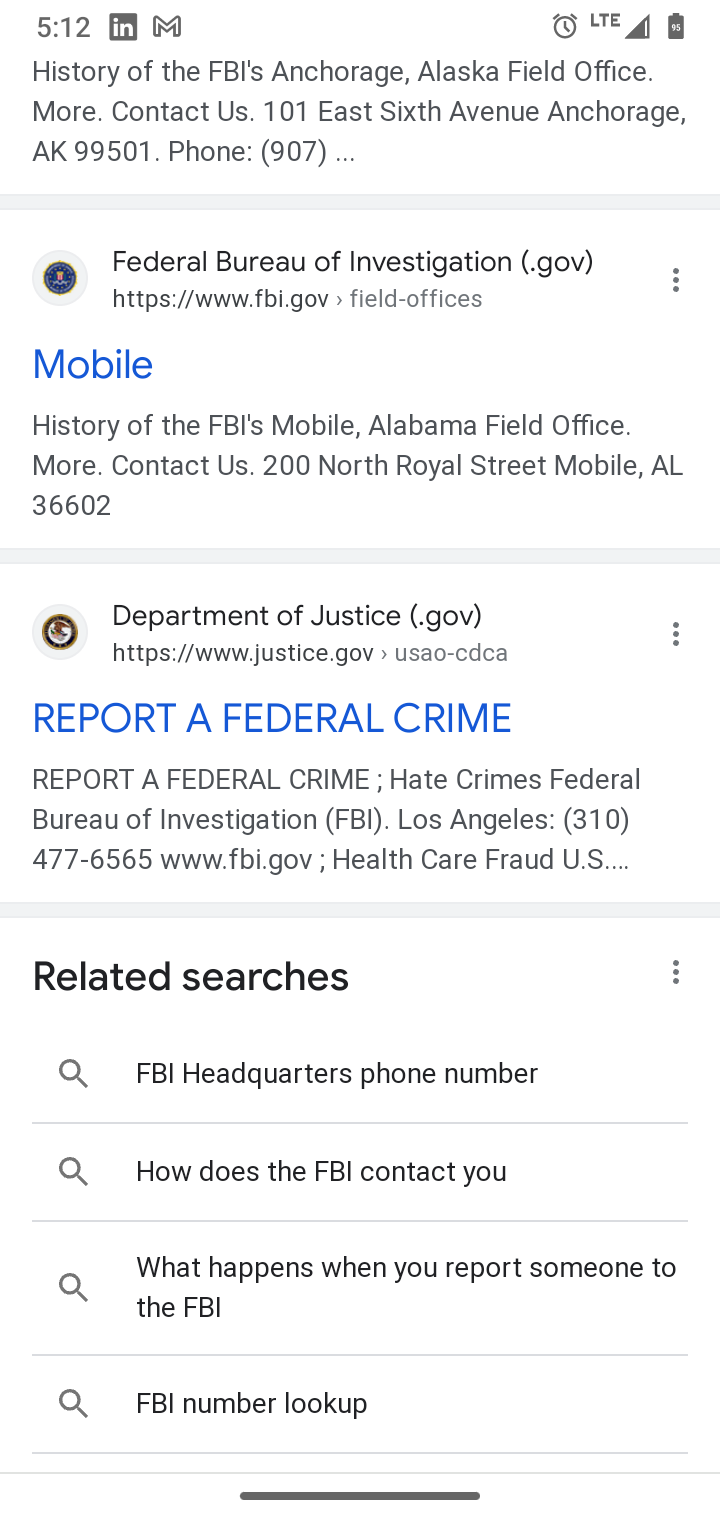 5:12 in LTE 95
History of the FBI's Anchorage, Alaska Field Office.
More. Contact Us. 101 East Sixth Avenue Anchorage,
AK 99501. Phone: (907) ...
Federal Bureau of Investigation (.gov)
https://www.fbi.gov › field-offices
Mobile
History of the FBI's Mobile, Alabama Field Office.
More. Contact Us. 200 North Royal Street Mobile, AL
36602
Department of Justice (.gov)
https://www.justice.gov › usao-cdca
REPORT A FEDERAL CRIME
REPORT A FEDERAL CRIME ; Hate Crimes Federal
Bureau of Investigation (FBI). Los Angeles: (310)
477-6565 www.fbi.gov ; Health Care Fraud U.S....
Related searches
FBI Headquarters phone number
How does the FBI contact you
What happens when you report someone to
the FBI
FBI number lookup